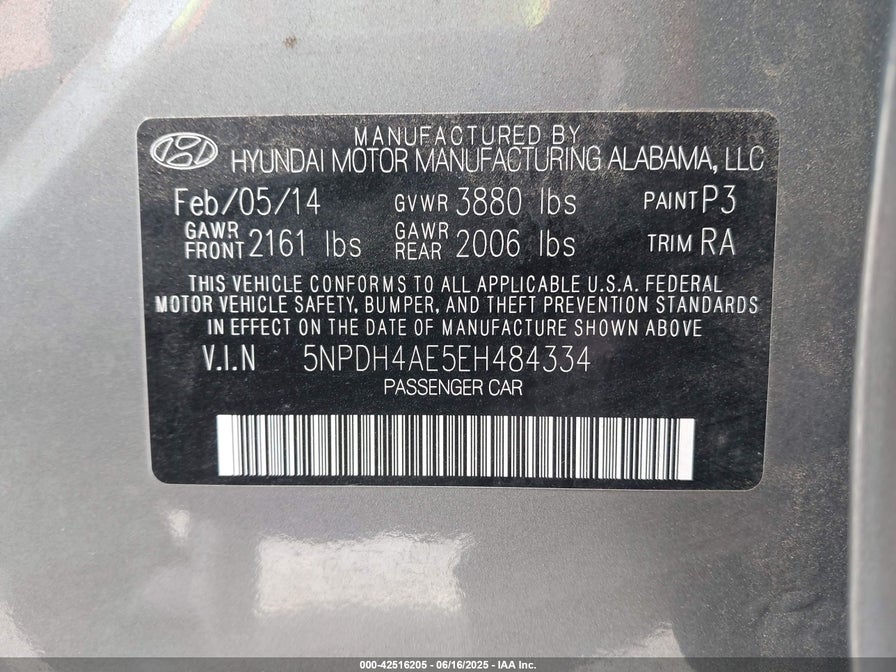 MANUFACTURED BY
HYUNDAI MOTOR MANUFACTURING ALABAMA, LLC
Feb/05/14 GVWR 3880 lbs PAINT P3
GAWR FRONT 2161 lbs GAWR REAR 2006 lbs TRIM RA
THIS VEHICLE CONFORMS TO ALL APPLICABLE U.S.A. FEDERAL
MOTOR VEHICLE SAFETY, BUMPER, AND THEFT PREVENTION STANDARDS
IN EFFECT ON THE DATE OF MANUFACTURE SHOWN ABOVE
V.I.N 5NPDH4AE5EH484334
PASSENGER CAR
000-42516205 - 06/16/2025 - IAA Inc.